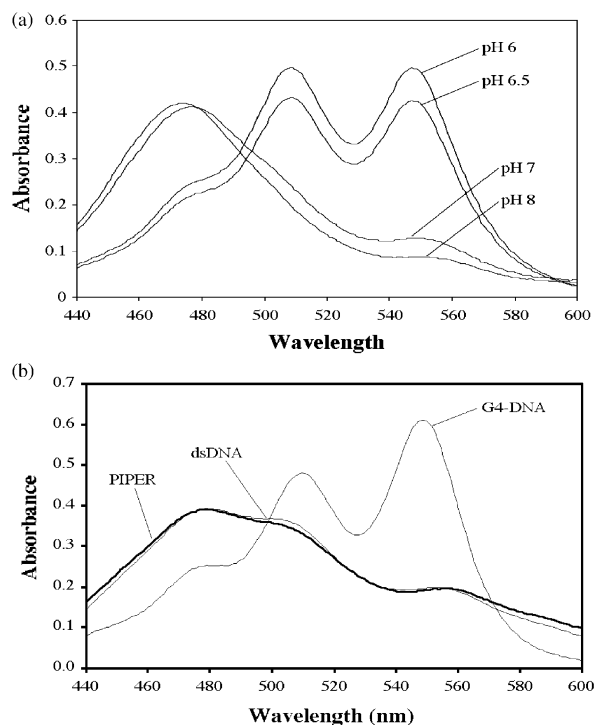 (a)
0.6
0.5
0.4
0.3
0.2
0.1
0
Absorbance
pH 6
pH 6.5
pH 7
pH 8
440 460 480 500 520 540 560 580 600
Wavelength
(b)
0.7
0.6
0.5
0.4
0.3
0.2
0.1
0.0
Absorbance
G4-DNA
dsDNA
PIPER
440 460 480 500 520 540 560 580 600
Wavelength (nm)